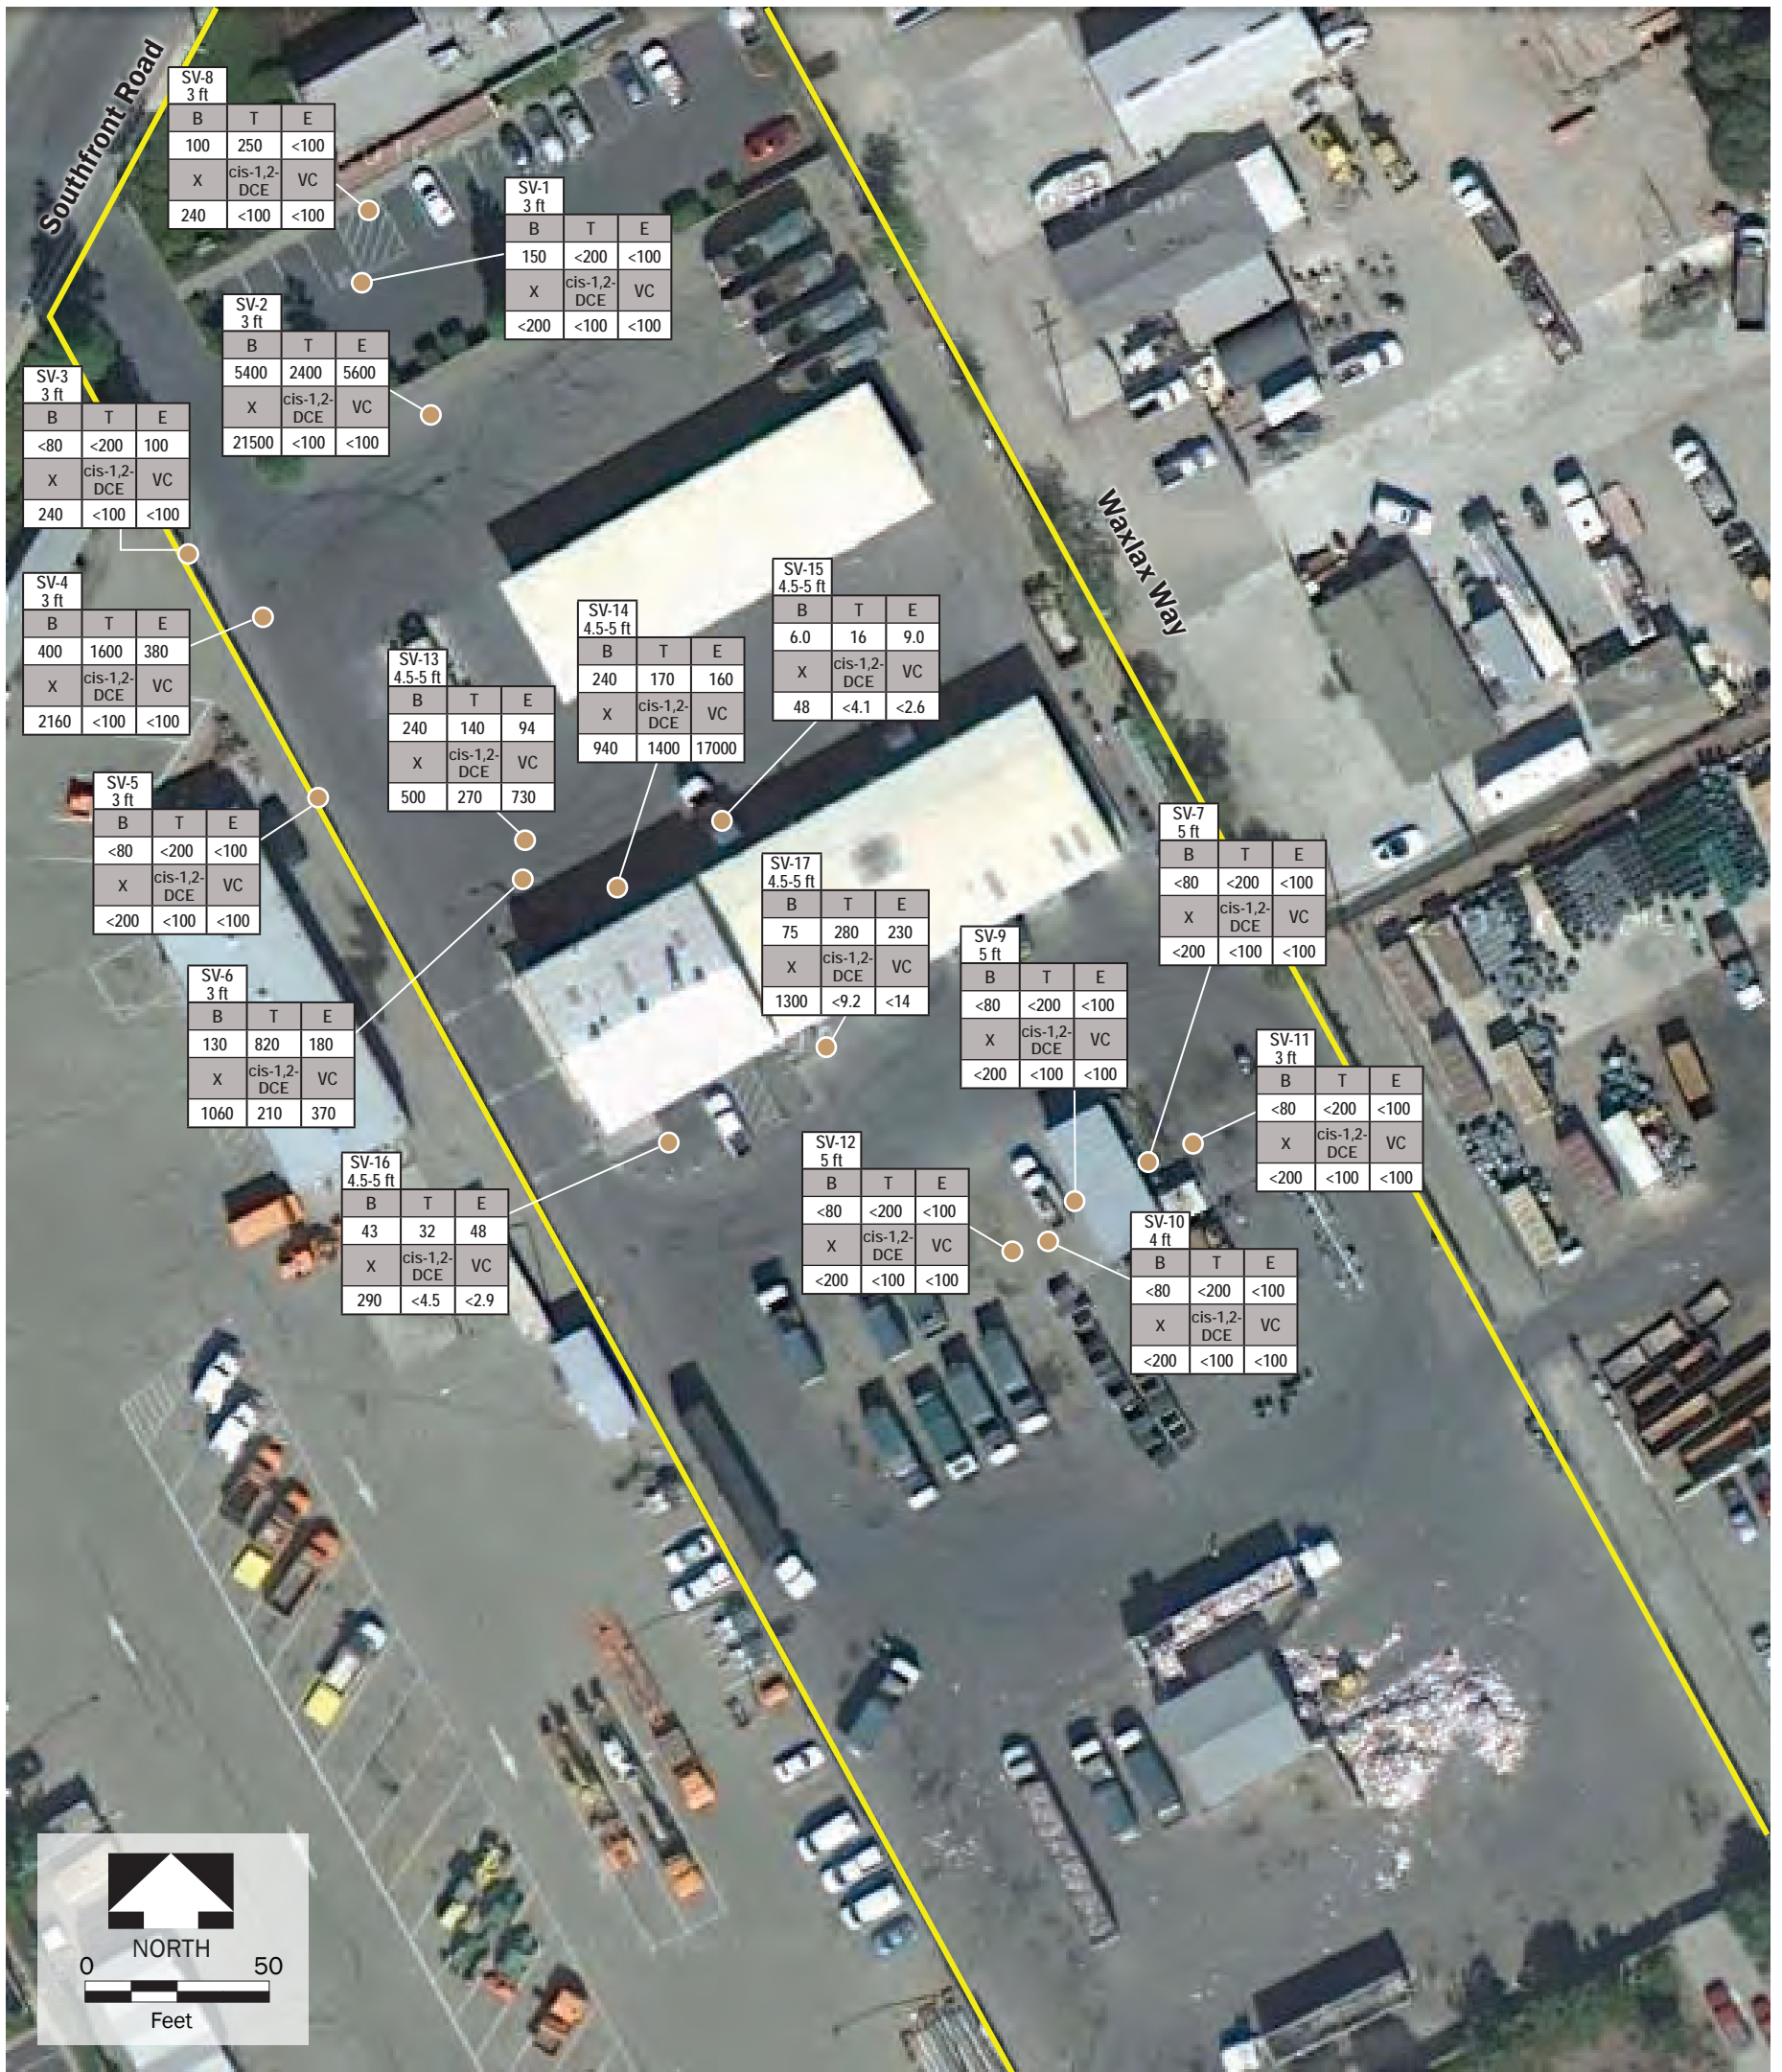 Southfront Road
SV-8
3 ft
B T E
100 250 <100
X cis-1,2-DCE VC
240 <100 <100
SV-1
3 ft
B T E
150 <200 <100
X cis-1,2-DCE VC
<200 <100 <100
SV-2
3 ft
B T E
5400 2400 5600
X cis-1,2-DCE VC
21500 <100 <100
SV-3
3 ft
B T E
<80 <200 100
X cis-1,2-DCE VC
240 <100 <100
Waxlax Way
SV-4
3 ft
B T E
400 1600 380
X cis-1,2-DCE VC
2160 <100 <100
SV-15
4.5-5 ft
B T E
6.0 16 9.0
X cis-1,2-DCE VC
48 <4.1 <2.6
SV-14
4.5-5 ft
B T E
240 170 160
X cis-1,2-DCE VC
940 1400 17000
SV-13
4.5-5 ft
B T E
240 140 94
X cis-1,2-DCE VC
500 270 730
SV-5
3 ft
B T E
<80 <200 <100
X cis-1,2-DCE VC
<200 <100 <100
SV-7
5 ft
B T E
<80 <200 <100
X cis-1,2-DCE VC
<200 <100 <100
SV-17
4.5-5 ft
B T E
75 280 230
X cis-1,2-DCE VC
1300 <9.2 <14
SV-9
5 ft
B T E
<80 <200 <100
X cis-1,2-DCE VC
<200 <100 <100
SV-6
3 ft
B T E
130 820 180
X cis-1,2-DCE VC
1060 210 370
SV-11
3 ft
B T E
<80 <200 <100
X cis-1,2-DCE VC
<200 <100 <100
SV-12
5 ft
B T E
<80 <200 <100
X cis-1,2-DCE VC
<200 <100 <100
SV-16
4.5-5 ft
B T E
43 32 48
X cis-1,2-DCE VC
290 <4.5 <2.9
SV-10
4 ft
B T E
<80 <200 <100
X cis-1,2-DCE VC
<200 <100 <100
NORTH
0 50
Feet